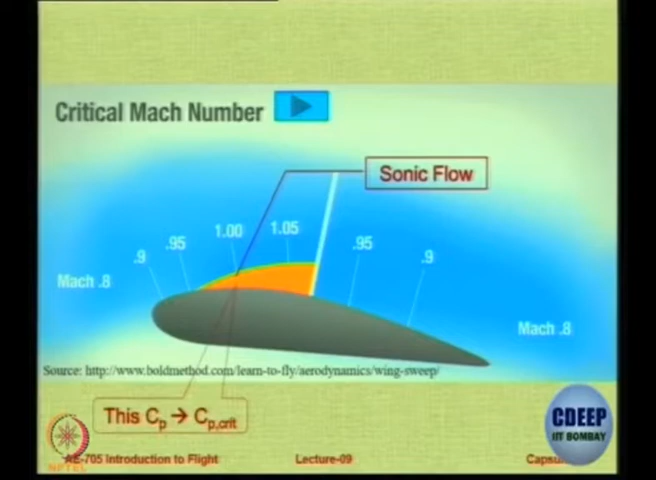 Critical Mach Number
Sonic Flow
1.00
1.05
.95
.9
.95
.9
Mach .8
Mach .8
Source: http://www.boldmethod.com/learn-to-fly/aerodynamics/wing-sweep/
This Cp → Cp,crit
CDEEP
IIT BOMBAY
NPTEL
AE-705 Introduction to Flight
Lecture-09